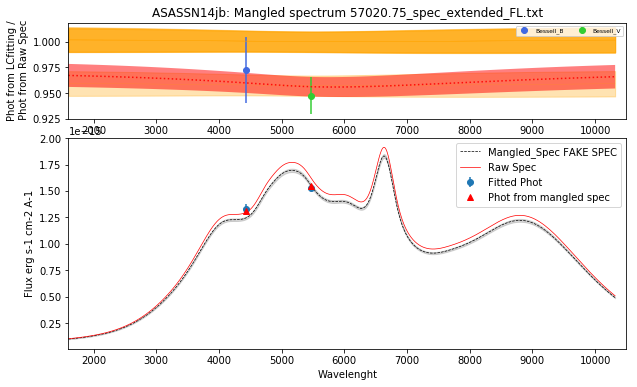 ASASSN14jb: Mangled spectrum 57020.75_spec_extended_FL.txt
Phot from LCfitting /
Phot from Raw Spec
1.000
0.975
0.950
0.925
Bessell_B
Bessell_V
2000 3000 4000 5000 6000 7000 8000 9000 10000
2.00
1.75
1.50
1.25
1.00
0.75
0.50
0.25
Flux erg s-1 cm-2 A-1
Mangled_Spec FAKE SPEC
Raw Spec
Fitted Phot
Phot from mangled spec
2000 3000 4000 5000 6000 7000 8000 9000 10000
Wavelenght